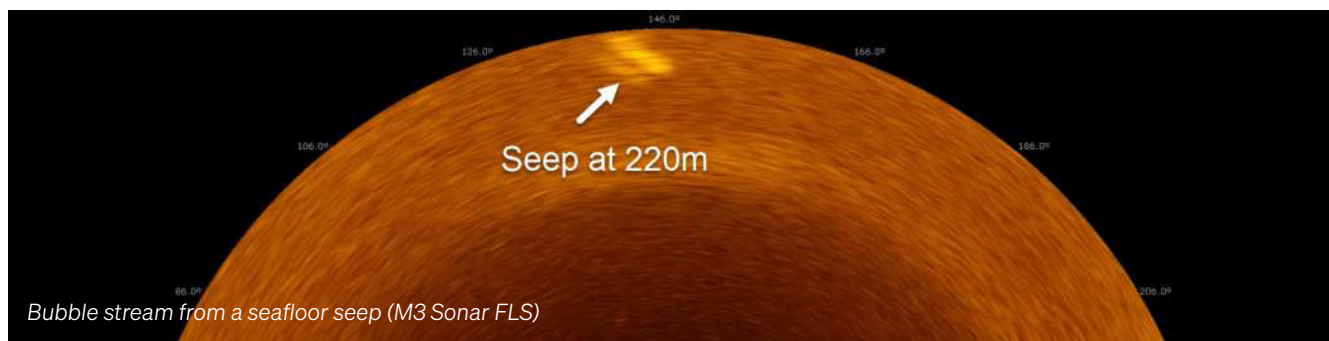 146.0º
126.0º
166.0º
106.0º
186.0º
Seep at 220m
86.0º
206.0º
Bubble stream from a seafloor seep (M3 Sonar FLS)